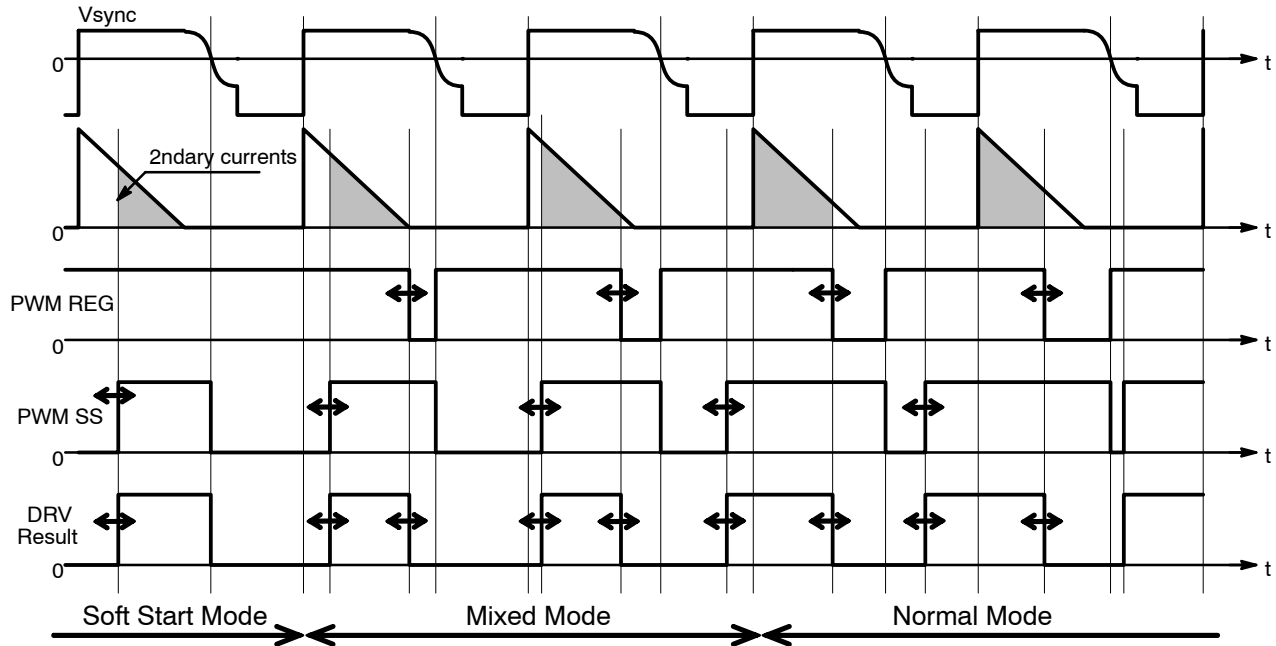 Vsync
0
t
2ndary currents
0
t
PWM REG
0
t
PWM SS
0
t
DRV
Result
0
t
Soft Start Mode
Mixed Mode
Normal Mode